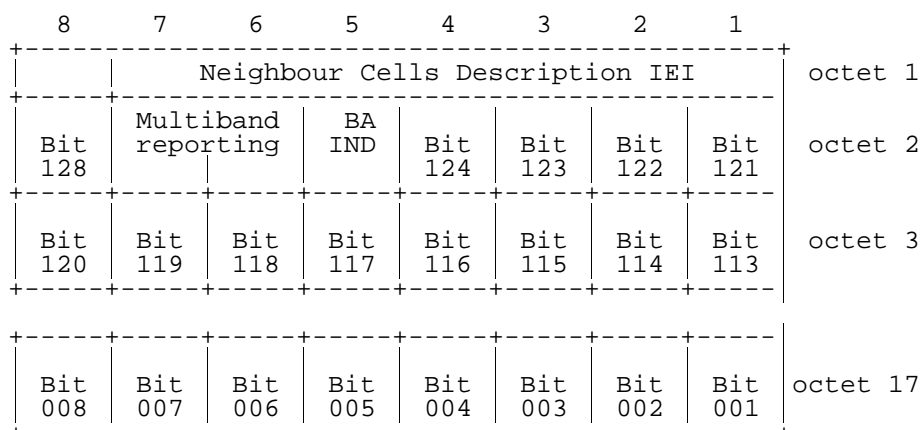 8 7 6 5 4 3 2 1
Neighbour Cells Description IEI octet 1
Multiband BA
Bit reporting IND Bit Bit Bit Bit octet 2
128 124 123 122 121
Bit Bit Bit Bit Bit Bit Bit Bit octet 3
120 119 118 117 116 115 114 113
Bit Bit Bit Bit Bit Bit Bit Bit octet 17
008 007 006 005 004 003 002 001